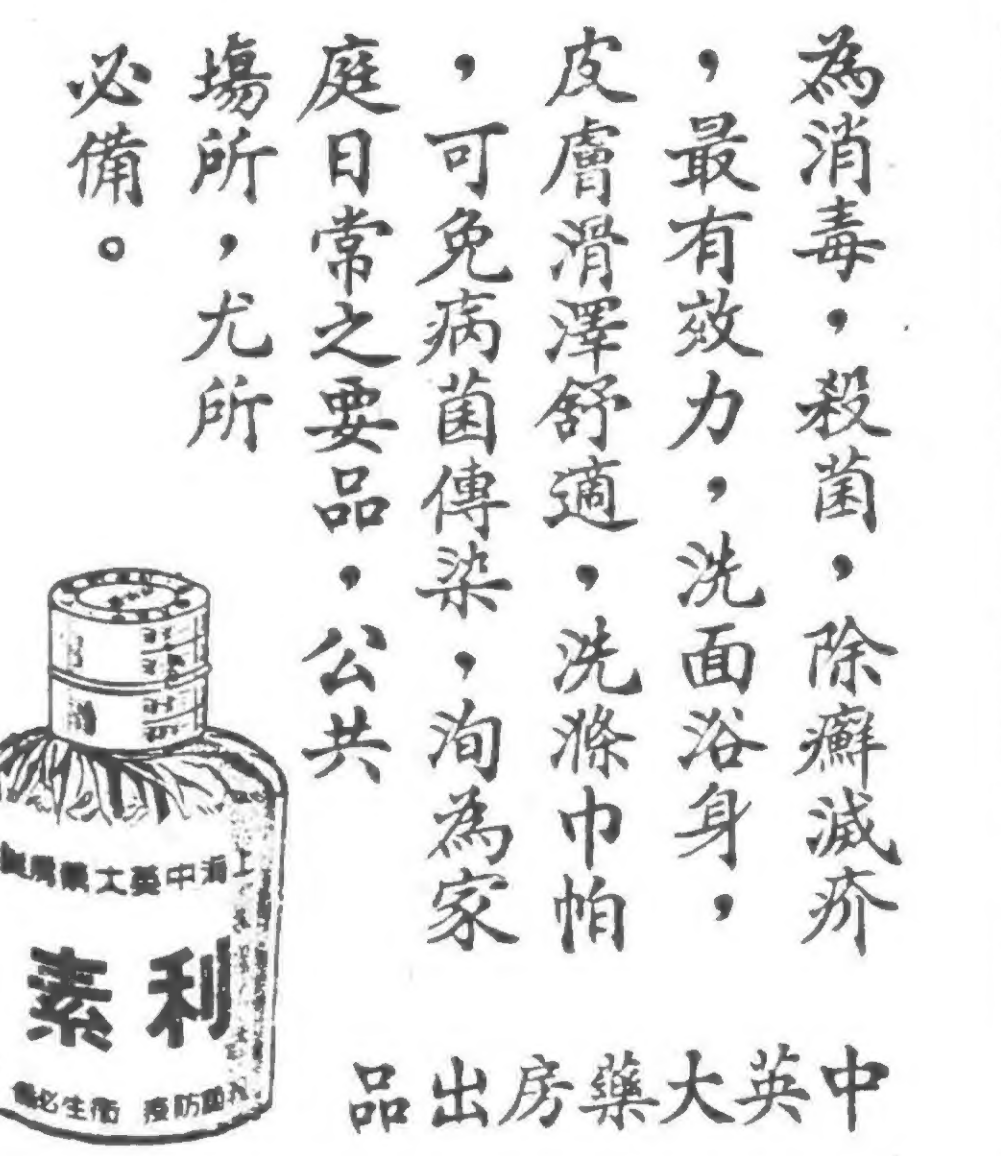 為消毒，殺菌，除癬滅疥
，最有效力，洗面浴身，
皮膚滑澤舒適，洗滌巾帕
，可免病菌傳染，洵為家
庭日常之要品，公共
塲所，尤所
必備。
上海中英大藥房製
利素
防疫 衛生必備
中英大藥房出品